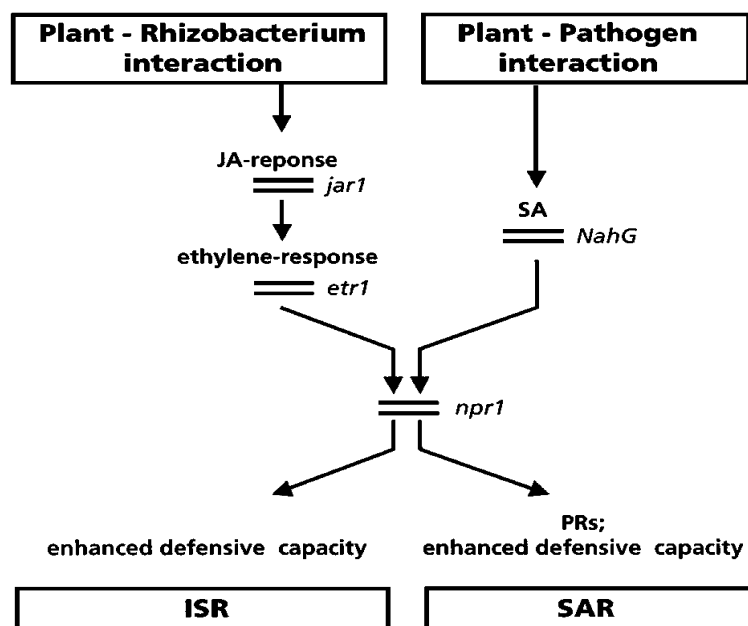 Plant - Rhizobacterium
interaction
Plant - Pathogen
interaction
JA-reponse
jar1
SA
NahG
ethylene-response
etr1
npr1
enhanced defensive capacity
PRs;
enhanced defensive capacity
ISR
SAR